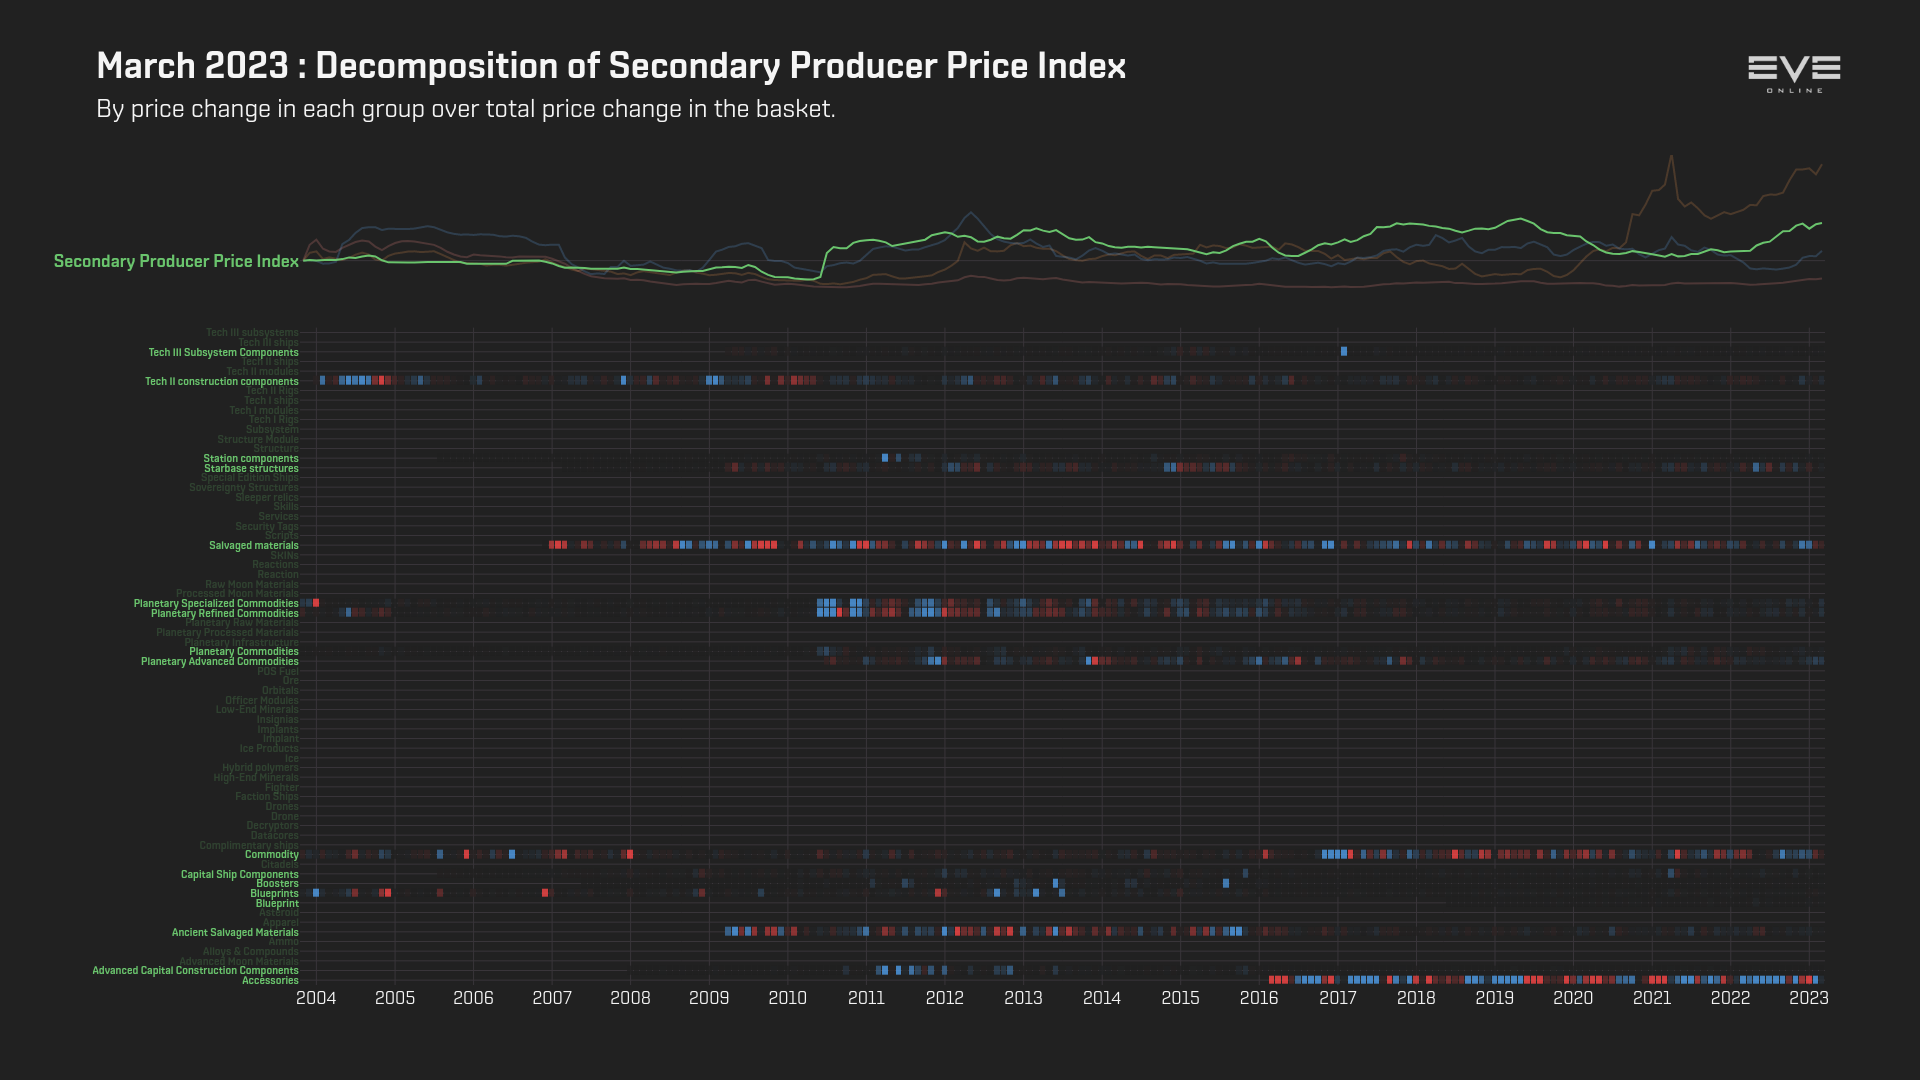 March 2023 : Decomposition of Secondary Producer Price Index
By price change in each group over total price change in the basket.
EVE
ONLINE
Secondary Producer Price Index
Tech III subsystems
Tech III ships
Tech III Subsystem Components
Tech II ships
Tech II modules
Tech II construction components
Tech II Rigs
Tech I ships
Tech I modules
Tech I Rigs
Subsystem
Structure Module
Structure
Station components
Starbase structures
Special Edition Ships
Sovereignty Structures
Sleeper relics
Skills
Services
Security Tags
Scripts
Salvaged materials
SKINs
Reactions
Reaction
Raw Moon Materials
Processed Moon Materials
Planetary Specialized Commodities
Planetary Refined Commodities
Planetary Raw Materials
Planetary Processed Materials
Planetary Infrastructure
Planetary Commodities
Planetary Advanced Commodities
POS Fuel
Ore
Orbitals
Officer Modules
Low-End Minerals
Insignias
Implants
Implant
Ice Products
Ice
Hybrid polymers
High-End Minerals
Fighter
Faction Ships
Drones
Drone
Decryptors
Datacores
Complimentary ships
Commodity
Citadels
Capital Ship Components
Boosters
Blueprints
Blueprint
Asteroid
Apparel
Ancient Salvaged Materials
Ammo
Alloys & Compounds
Advanced Moon Materials
Advanced Capital Construction Components
Accessories
2004 2005 2006 2007 2008 2009 2010 2011 2012 2013 2014 2015 2016 2017 2018 2019 2020 2021 2022 2023